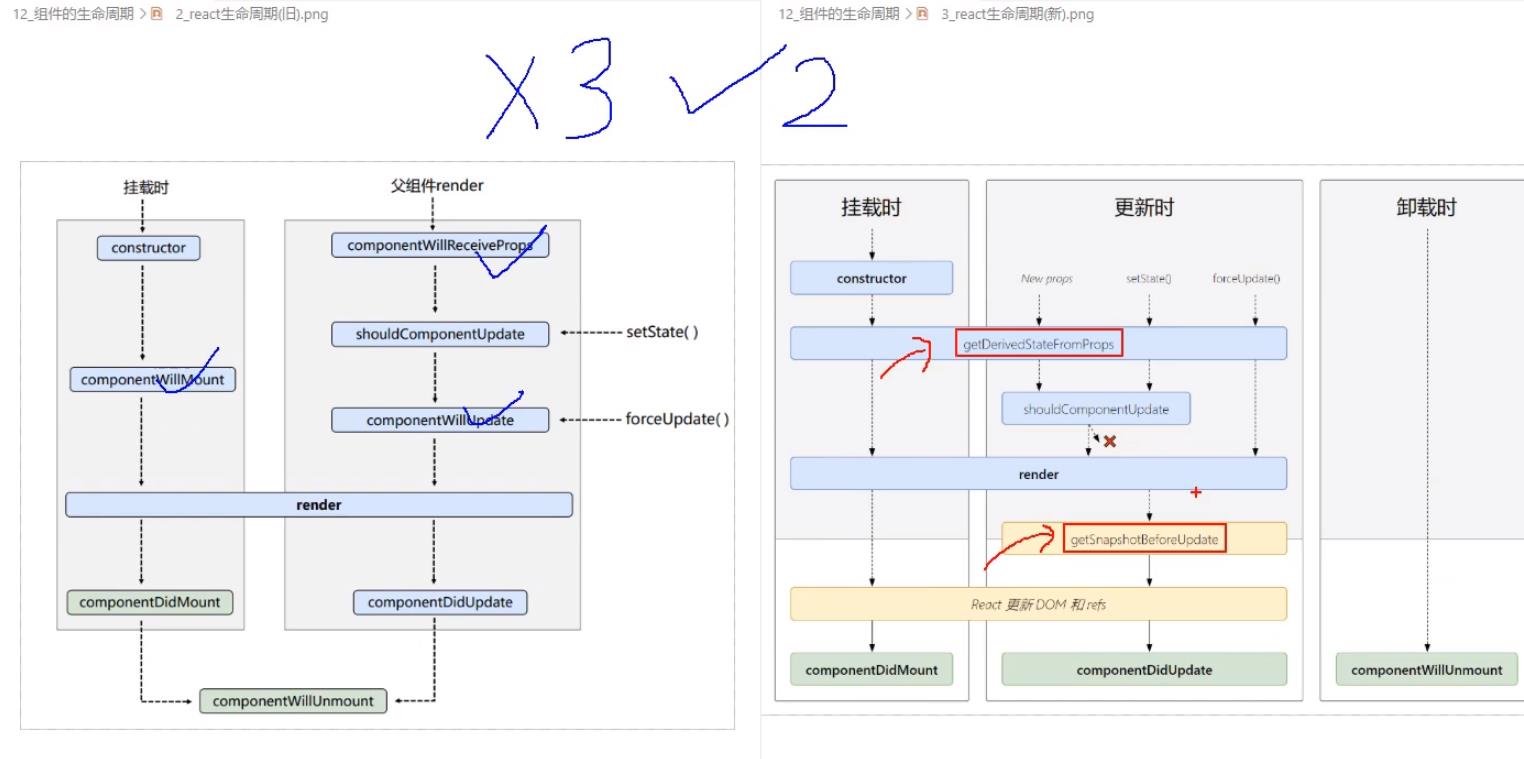 12_组件的生命周期 > 2_react生命周期(旧).png
12_组件的生命周期 > 3_react生命周期(新).png
X3 ✓2
挂载时
父组件render
constructor
componentWillReceiveProps
shouldComponentUpdate
setState( )
componentWillMount
componentWillUpdate
forceUpdate( )
render
componentDidMount
componentDidUpdate
componentWillUnmount
挂载时
更新时
卸载时
constructor
New props
setState()
forceUpdate()
getDerivedStateFromProps
shouldComponentUpdate
render
getSnapshotBeforeUpdate
React 更新 DOM 和 refs
componentDidMount
componentDidUpdate
componentWillUnmount